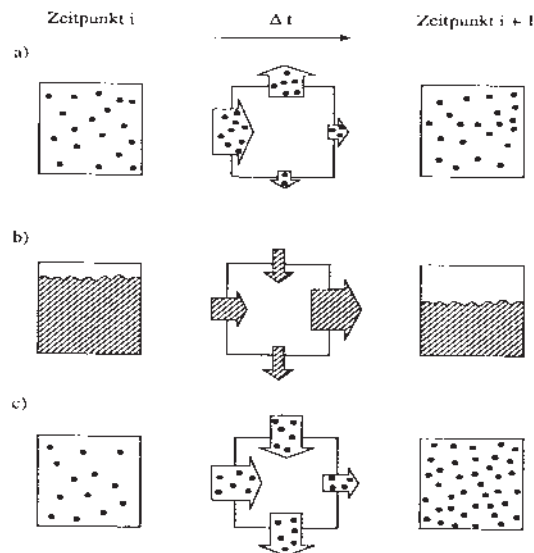 Zeitpunkt i
Δ t
Zeitpunkt i + 1
a)
b)
c)